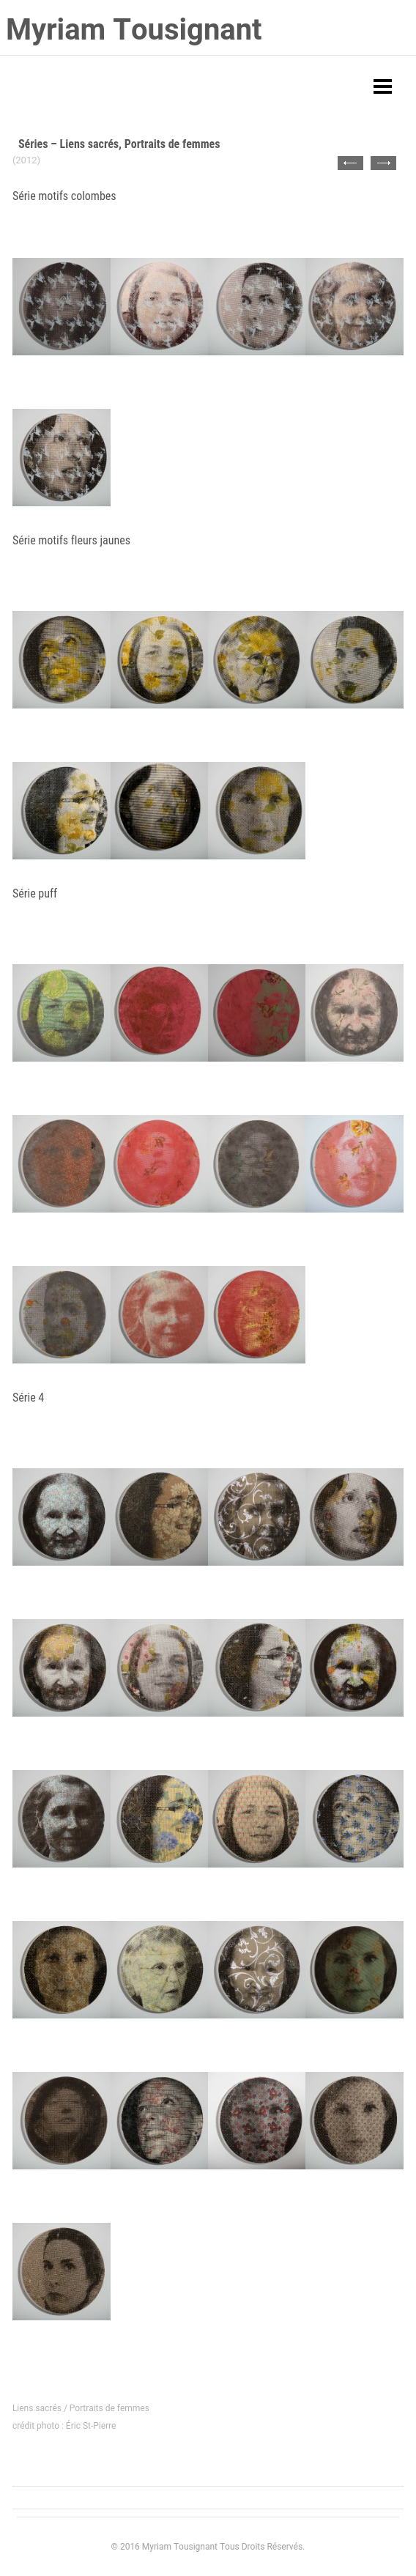 Myriam Tousignant
Séries – Liens sacrés, Portraits de femmes
(2012)
Série motifs colombes
Série motifs fleurs jaunes
Série puff
Série 4
Liens sacrés / Portraits de femmes
crédit photo : Éric St-Pierre
© 2016 Myriam Tousignant Tous Droits Réservés.